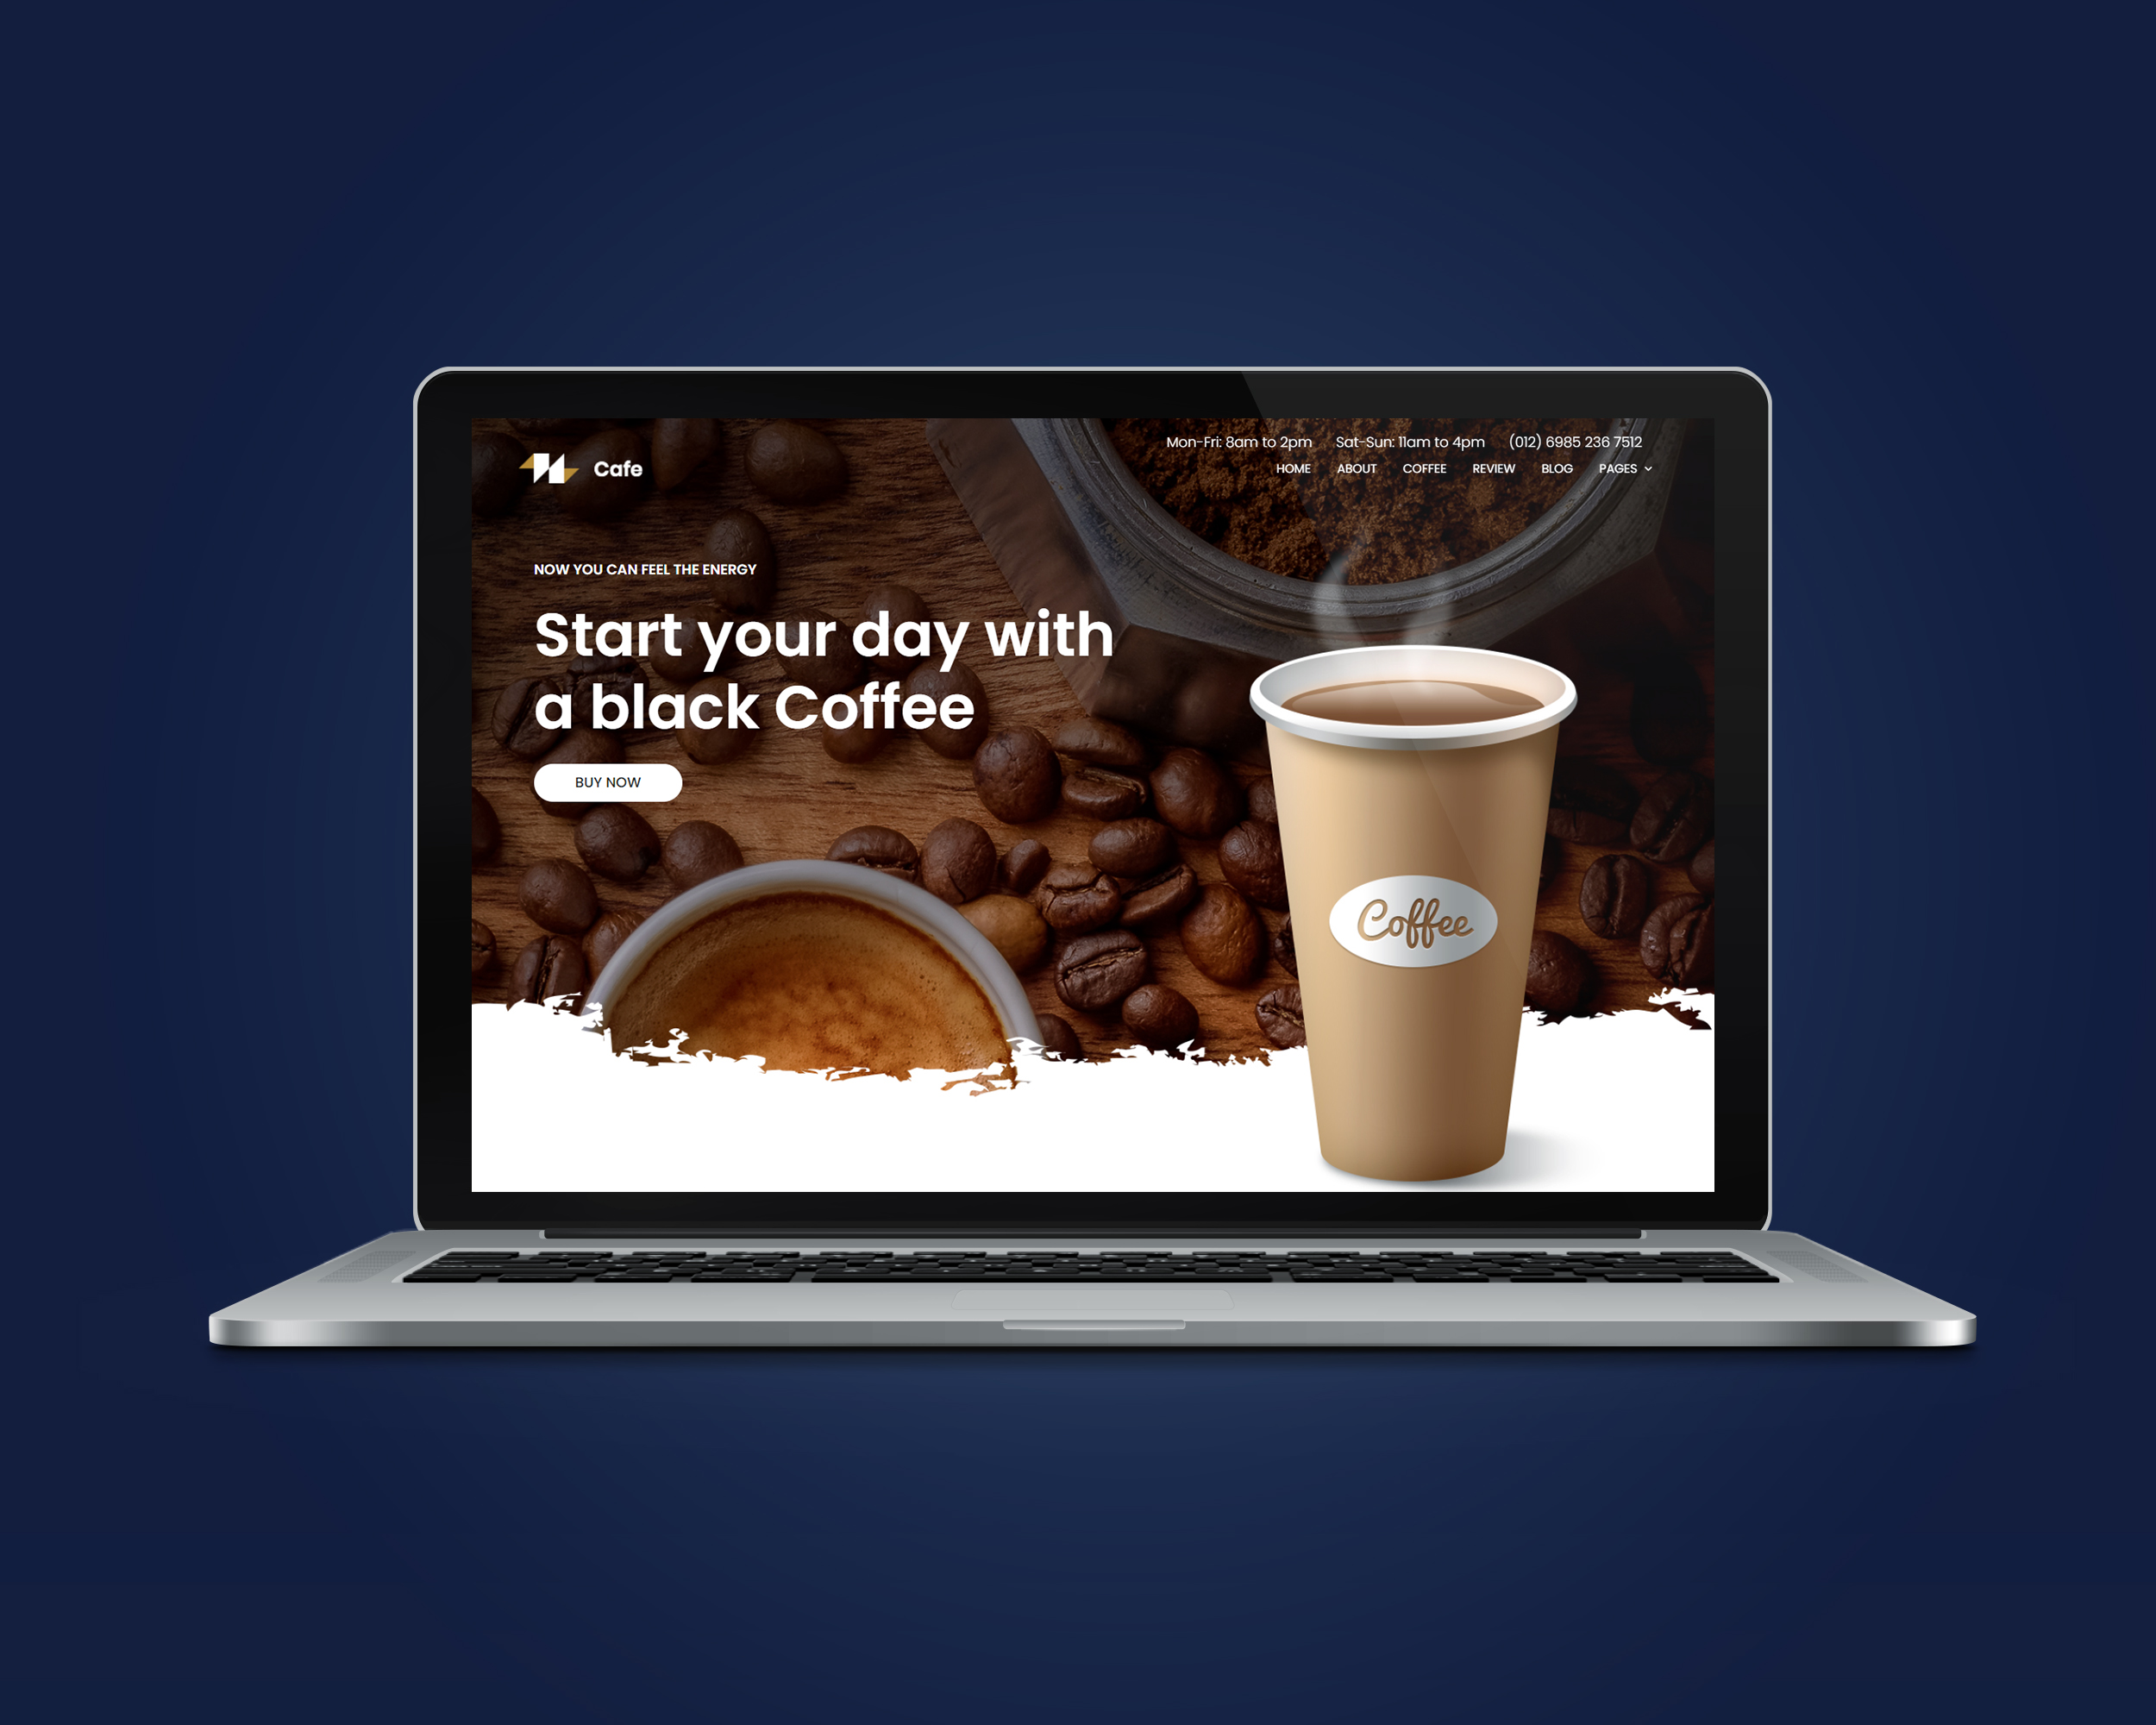 Mon-Fri: 8am to 2pm Sat-Sun: 11am to 4pm (012) 6985 236 7512
Cafe
HOME ABOUT COFFEE REVIEW BLOG PAGES
NOW YOU CAN FEEL THE ENERGY
Start your day with
a black Coffee
BUY NOW
Coffee